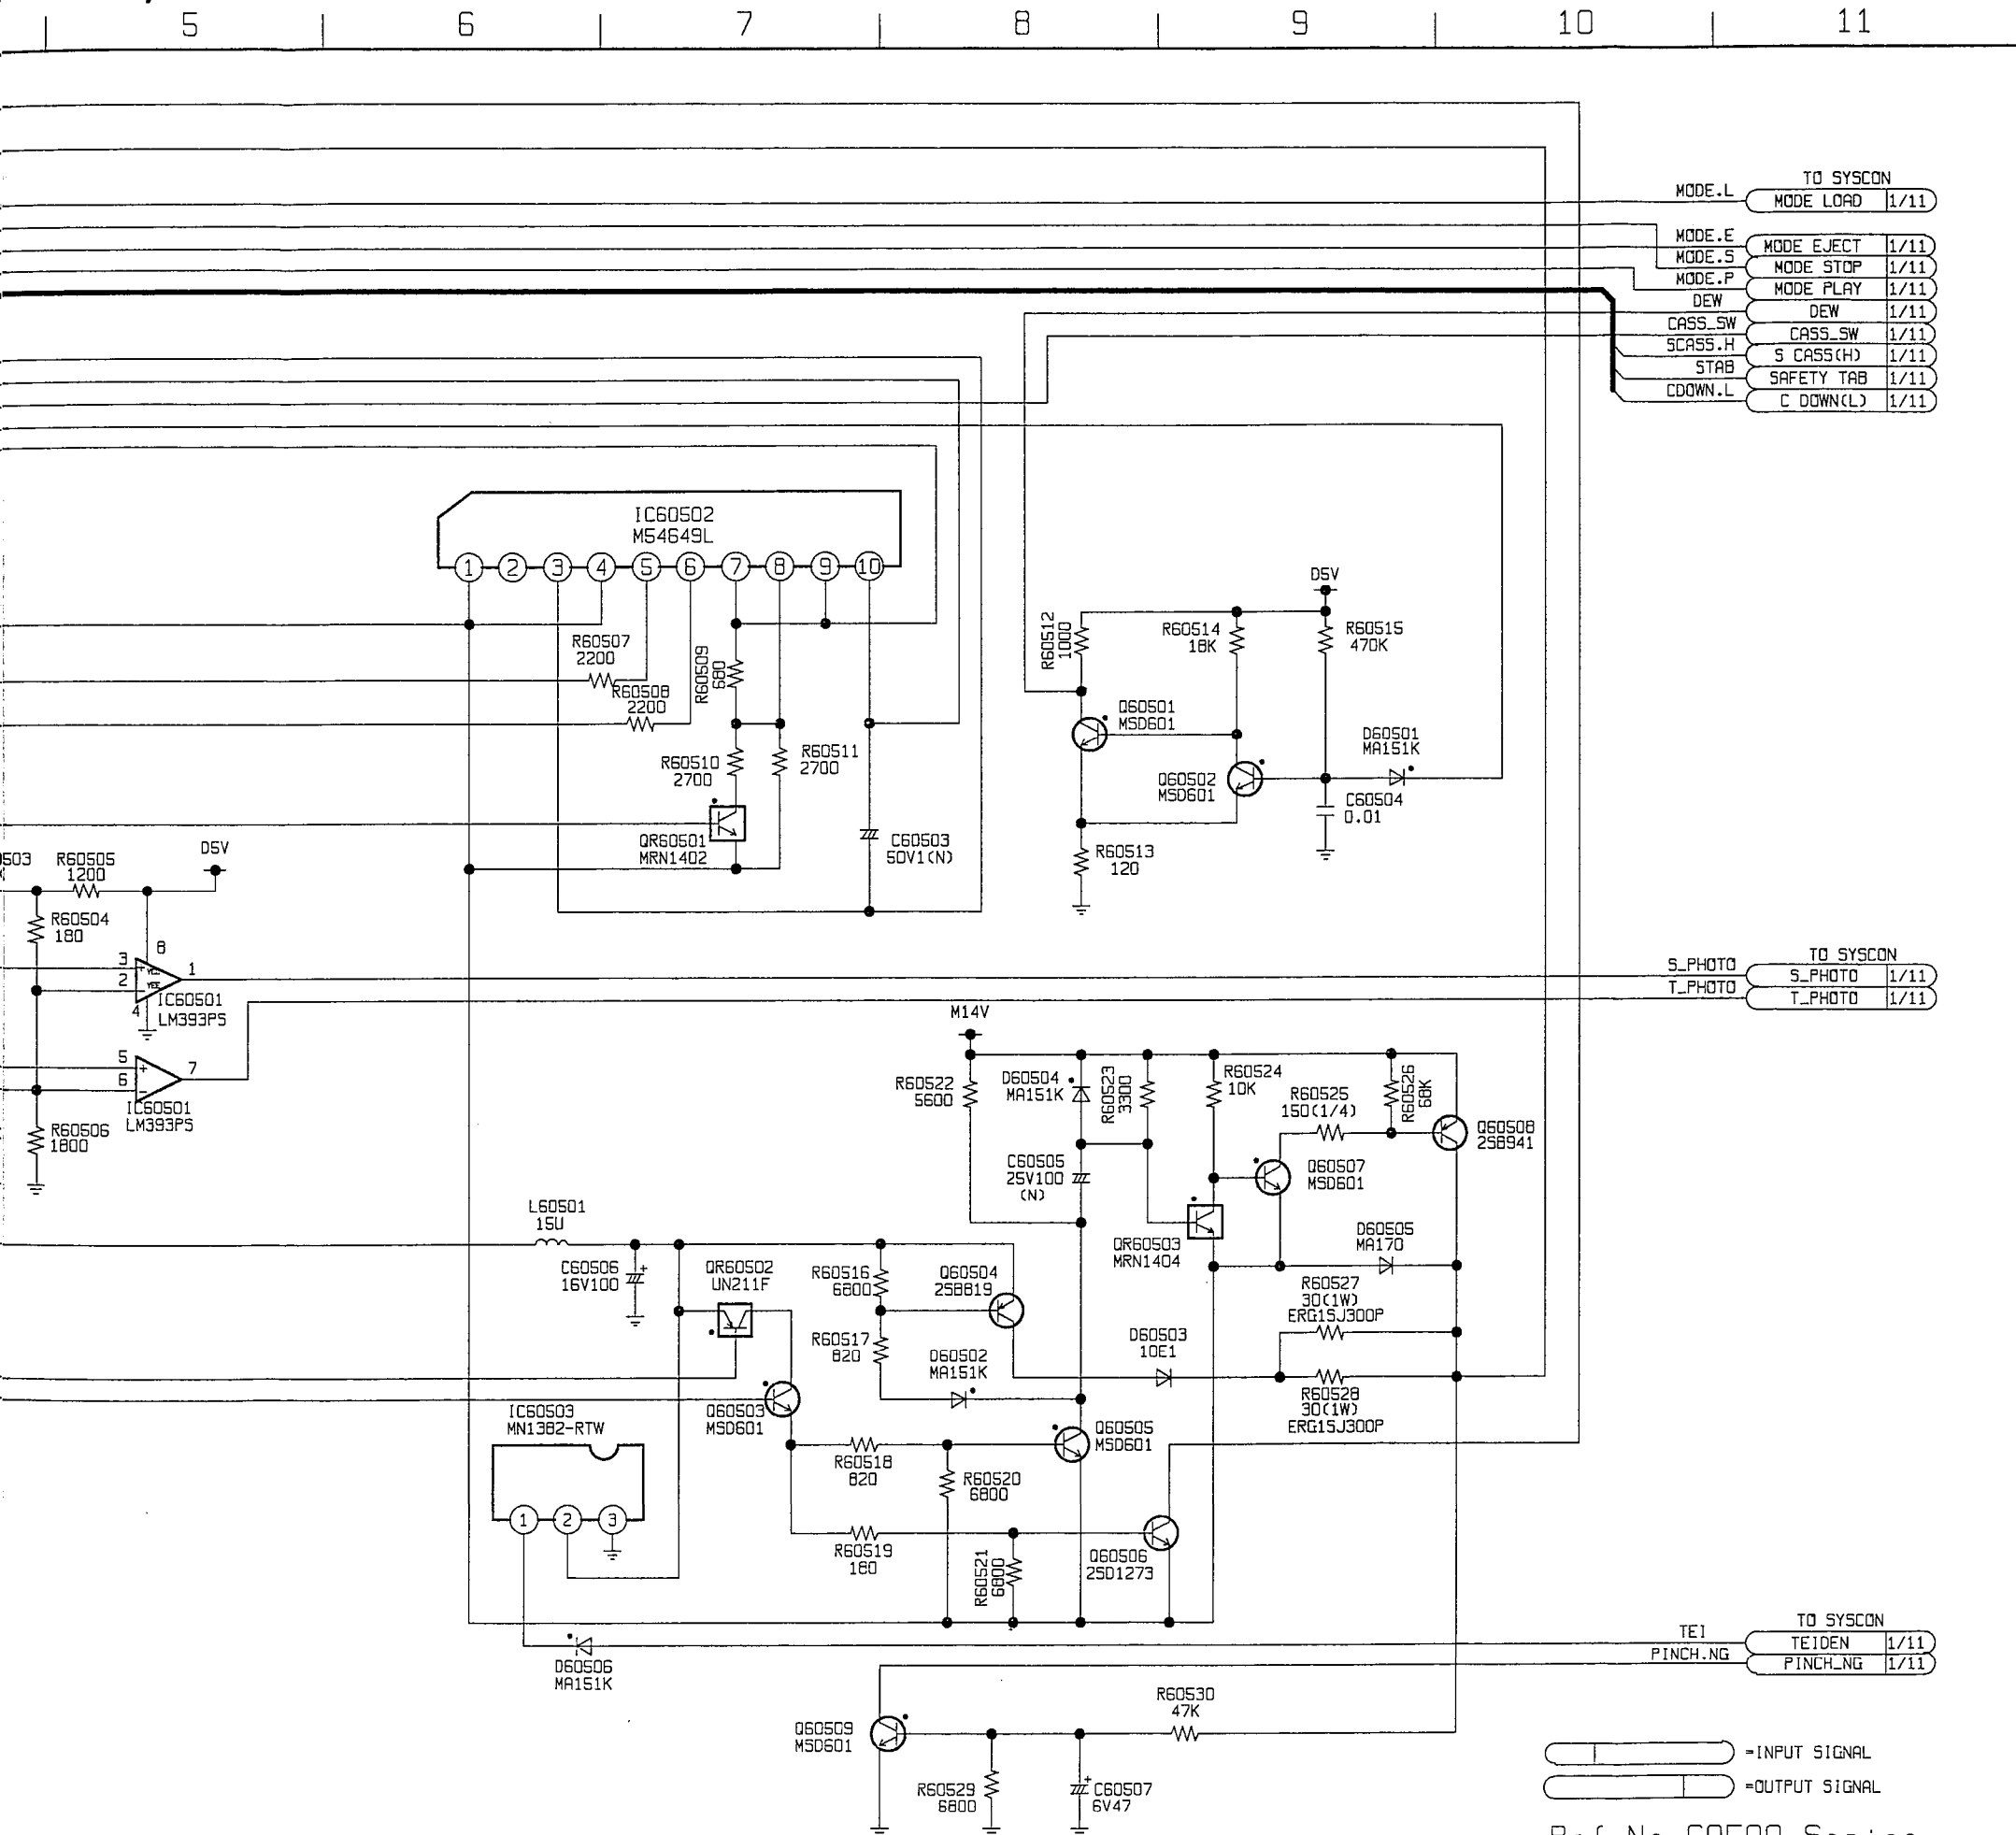 5 6 7 8 9 10 11
TO SYSCON
MODE.L MODE LOAD 1/11
MODE.E MODE EJECT 1/11
MODE.S MODE STOP 1/11
MODE.P MODE PLAY 1/11
DEW DEW 1/11
CASS_SW CASS_SW 1/11
SCASS.H S CASS(H) 1/11
STAB SAFETY TAB 1/11
CDOWN.L C DOWN(L) 1/11
IC60502
M54649L
1 2 3 4 5 6 7 8 9 10
R60507
2200
R60508
2200
R60509
680
R60510
2700
R60511
2700
QR60501
MRN1402
C60503
50V1(N)
D5V
R60512
1000
R60514
18K
R60515
470K
Q60501
MSD601
Q60502
MSD601
D60501
MA151K
C60504
0.01
R60513
120
R60505
1200
D5V
R60504
180
8
3
2
1
4
IC60501
LM393PS
5
6
7
IC60501
LM393PS
R60506
1800
TO SYSCON
S_PHOTO S_PHOTO 1/11
T_PHOTO T_PHOTO 1/11
M14V
R60522
5600
D60504
MA151K
R60523
3300
R60524
10K
R60525
150(1/4)
R60526
68K
Q60508
2SB941
C60505
25V100
(N)
Q60507
MSD601
QR60503
MRN1404
D60505
MA170
R60527
30(1W)
ERG1SJ300P
R60528
30(1W)
ERG1SJ300P
L60501
15U
C60506
16V100
QR60502
UN211F
R60516
6800
Q60504
2SB819
R60517
820
D60502
MA151K
D60503
10E1
IC60503
MN1382-RTW
1 2 3
Q60503
MSD601
R60518
820
R60520
6800
Q60505
MSD601
R60519
180
R60521
6800
Q60506
2SD1273
D60506
MA151K
TO SYSCON
TEI TEIDEN 1/11
PINCH.NG PINCH_NG 1/11
Q60509
MSD601
R60530
47K
R60529
6800
C60507
6V47
=INPUT SIGNAL
=OUTPUT SIGNAL